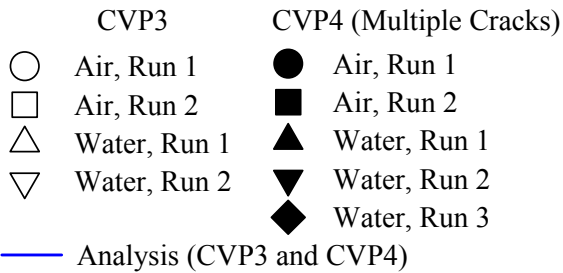 CVP3 CVP4 (Multiple Cracks)
Air, Run 1 Air, Run 1
Air, Run 2 Air, Run 2
Water, Run 1 Water, Run 1
Water, Run 2 Water, Run 2
Water, Run 3
Analysis (CVP3 and CVP4)